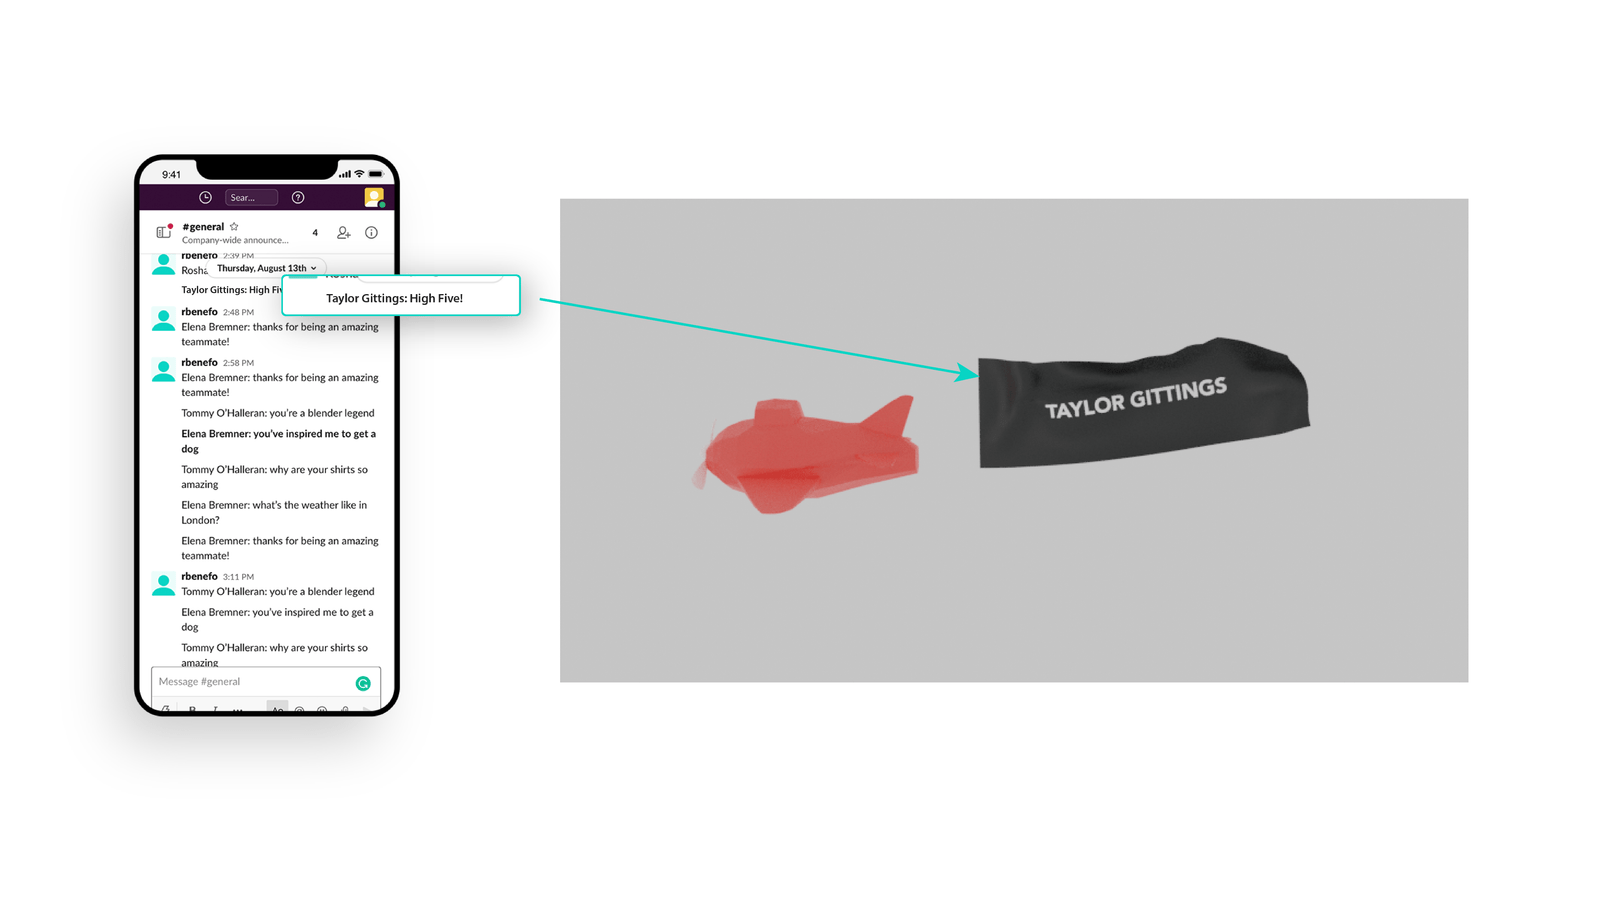 9:41
Sear...
#general
Company-wide announce...
4
rbenefo 2:39 PM
Rosha
Thursday, August 13th
Taylor Gittings: High Fiv
Taylor Gittings: High Five!
rbenefo 2:48 PM
Elena Bremner: thanks for being an amazing
teammate!
rbenefo 2:58 PM
Elena Bremner: thanks for being an amazing
teammate!
Tommy O'Halleran: you're a blender legend
Elena Bremner: you've inspired me to get a
dog
Tommy O'Halleran: why are your shirts so
amazing
Elena Bremner: what's the weather like in
London?
Elena Bremner: thanks for being an amazing
teammate!
rbenefo 3:11 PM
Tommy O'Halleran: you're a blender legend
Elena Bremner: you've inspired me to get a
dog
Tommy O'Halleran: why are your shirts so
amazing
Message #general
TAYLOR GITTINGS